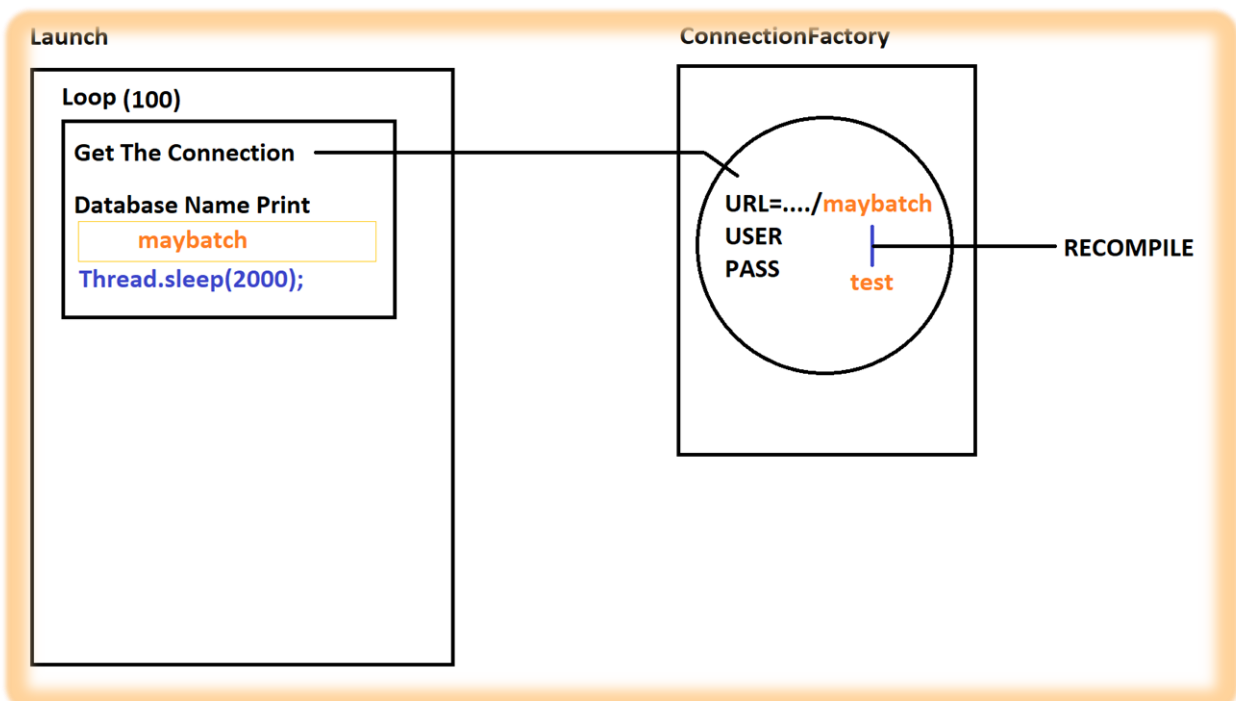 Launch
Loop (100)
Get The Connection
Database Name Print
maybatch
Thread.sleep(2000);
ConnectionFactory
URL=..../maybatch
USER
PASS
test
RECOMPILE